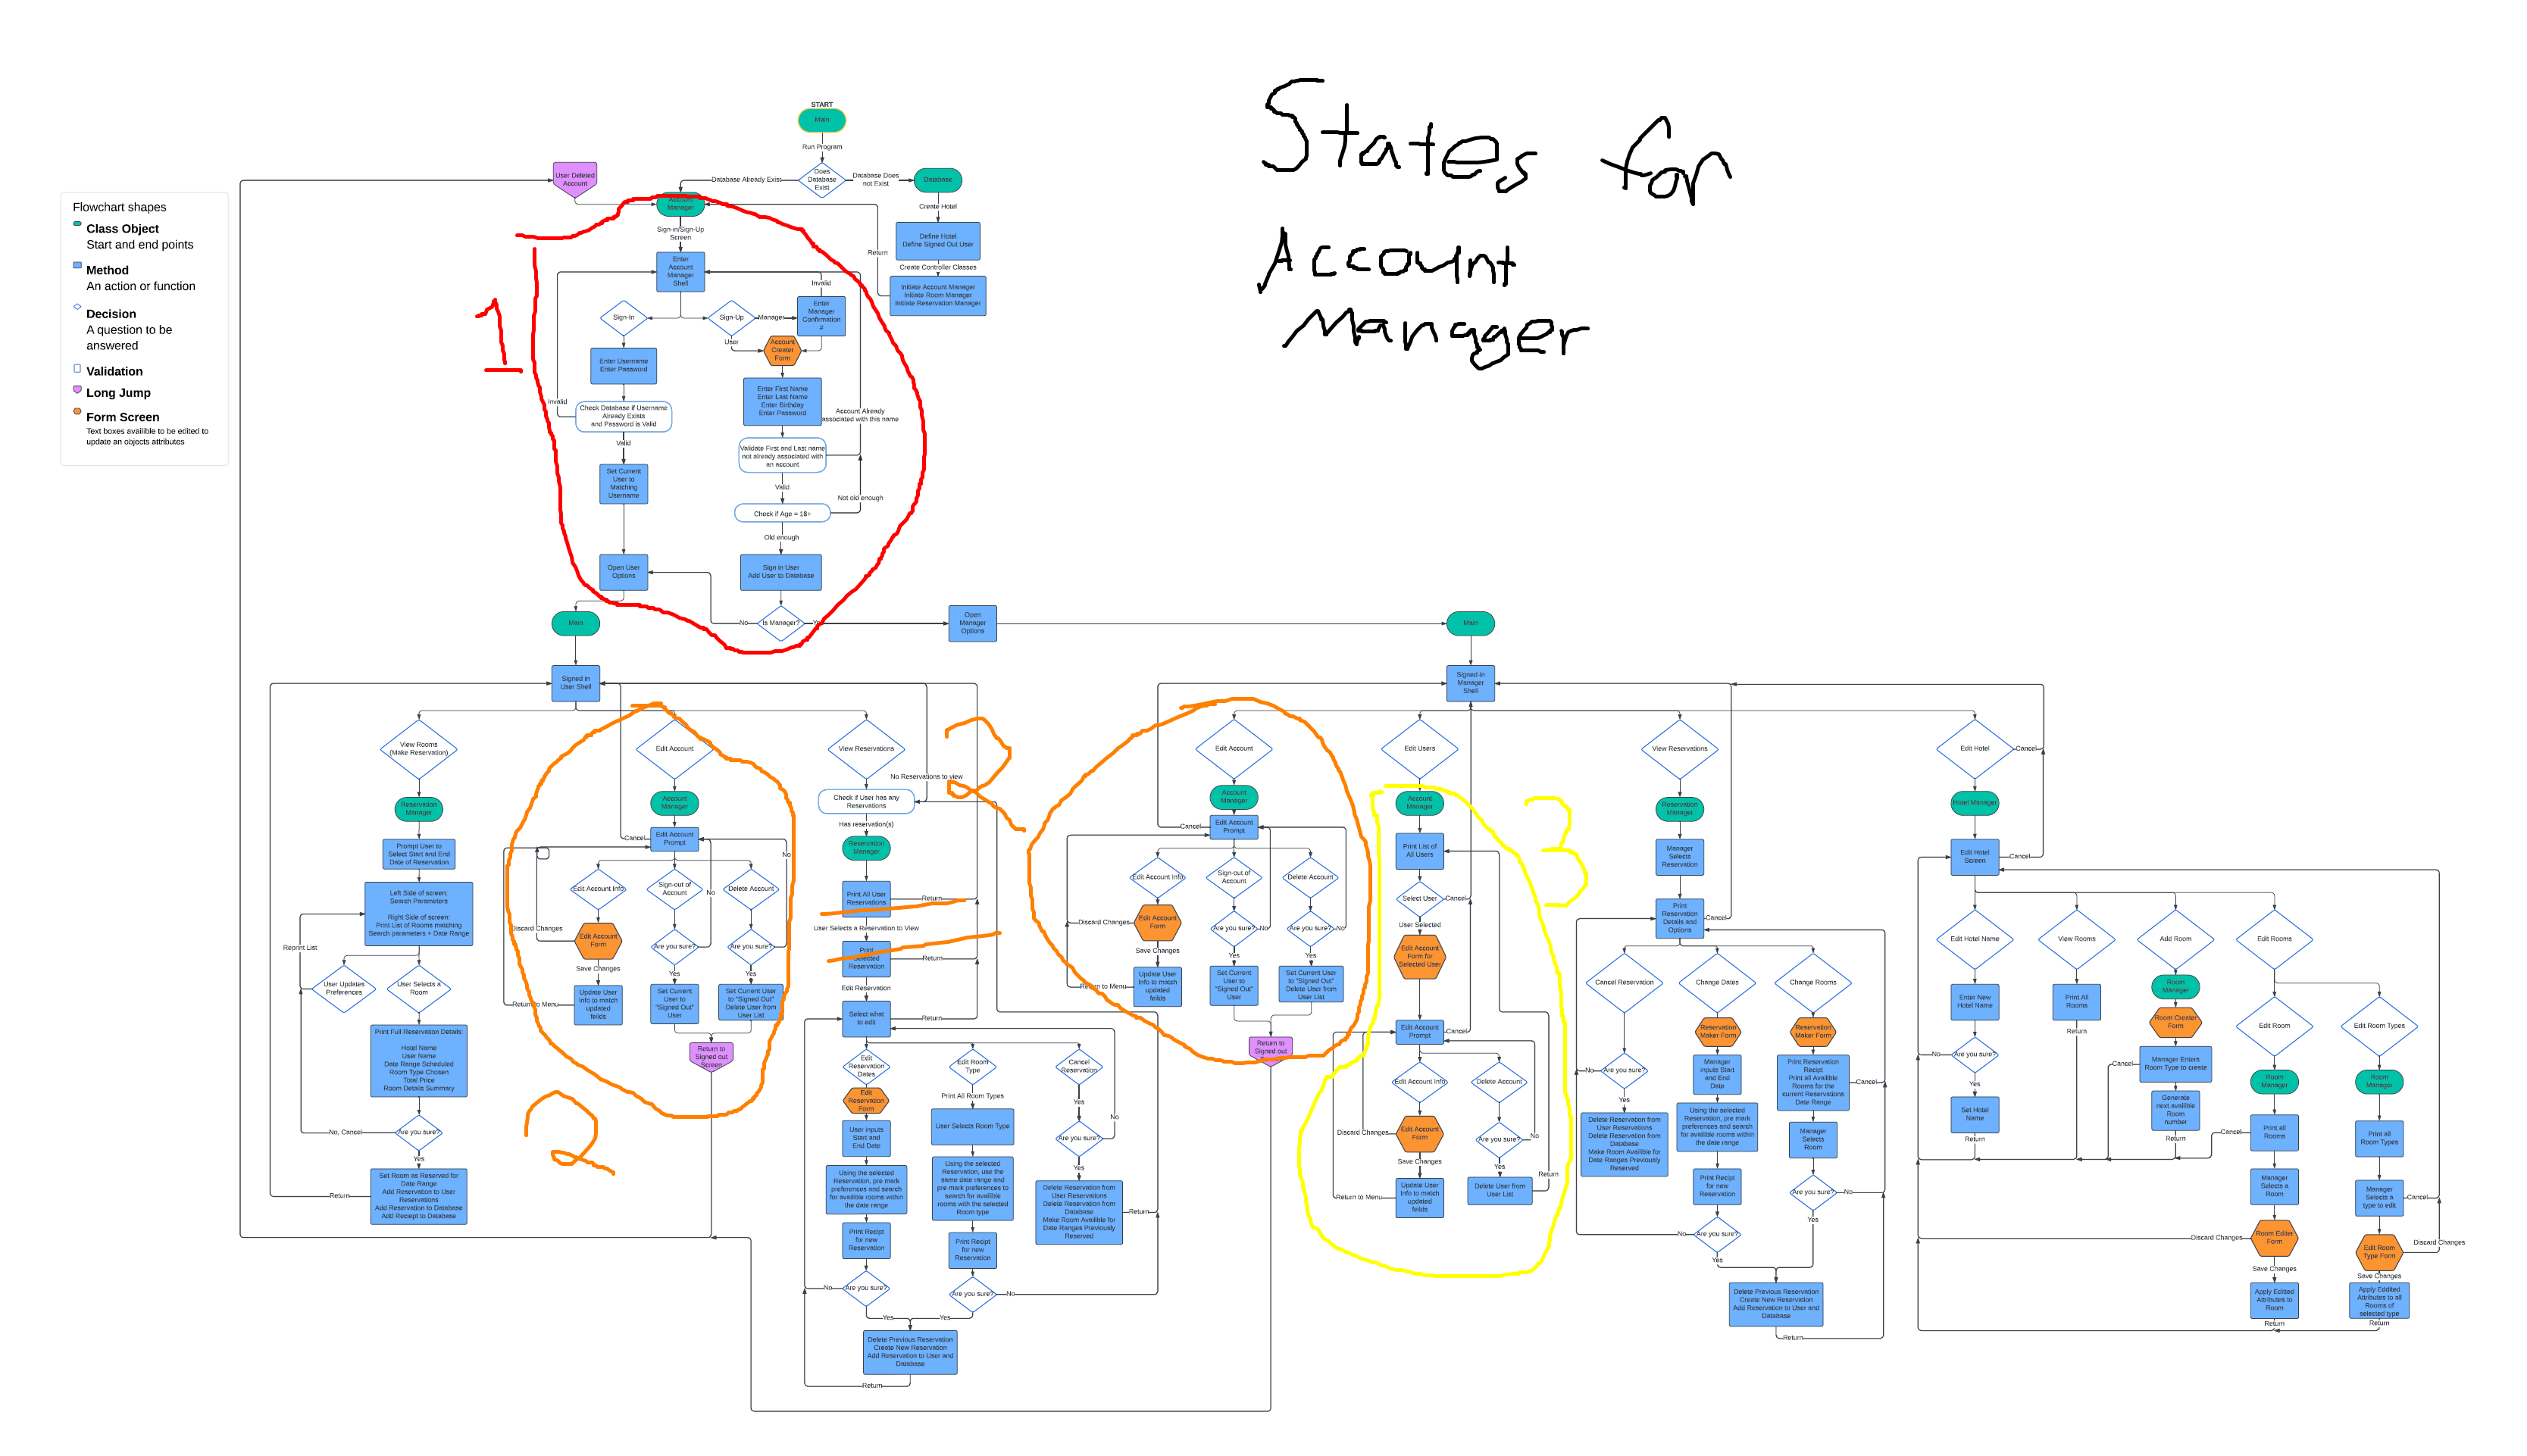 States for
Account
Manager
1
2
2
3
START
Main
Run Program
Does
Database
Exist
Database Already Exist
Database Does
not Exist
Database
User Deleted
Account
Account
Manager
Create Hotel
Define Hotel
Define Signed Out User
Create Controller Classes
Initiate Account Manager
Initiate Room Manager
Initiate Reservation Manager
Return
Flowchart shapes
Class Object
Start and end points
Method
An action or function
Decision
A question to be
answered
Validation
Long Jump
Form Screen
Text boxes availible to be edited to
update an objects attributes
Sign-in/Sign-Up
Screen
Enter
Account
Manager
Shell
Invalid
Sign-In
Sign-Up
Manager
Enter
Manager
Confirmation
#
User
Account
Creater
Form
Enter Username
Enter Password
Enter First Name
Enter Last Name
Enter Birthday
Enter Password
Invalid
Check Database if Username
Already Exists
and Password is Valid
Account Already
associated with this name
Valid
Validate First and Last name
not already associated with
an account
Set Current
User to
Matching
Username
Valid
Not old enough
Check if Age = 18+
Old enough
Open User
Options
Sign in User
Add User to Database
Is Manager?
No
Yes
Open
Manager
Options
Main
Main
Signed in
User Shell
Signed-in
Manager
Shell
View Rooms
(Make Reservation)
Reservation
Manager
Prompt User to
Select Start and End
Date of Reservation
Left Side of screen:
Search Parameters
Right Side of screen:
Print List of Rooms matching
Search parameters + Date Range
Reprint List
User Updates
Preferences
User Selects a
Room
Print Full Reservation Details:
Hotel Name
User Name
Date Range Scheduled
Room Type Chosen
Total Price
Room Details Summary
No, Cancel
Are you sure?
Yes
Set Room as Reserved for
Date Range
Add Reservation to User
Reservations
Add Reservation to Database
Add Reciept to Database
Return
Edit Account
Account
Manager
Cancel
Edit Account
Prompt
No
Edit Account Info
Sign-out of
Account
No
Delete Account
Discard Changes
Edit Account
Form
Are you sure?
Are you sure?
Save Changes
Yes
Yes
Return to Menu
Update User
Info to match
updated
feilds
Set Current
User to
"Signed Out"
User
Set Current User
to "Signed Out"
Delete User from
User List
Return to
Signed out
Screen
View Reservations
No Reservations to view
Check if User has any
Reservations
Has reservation(s)
Reservation
Manager
Print All User
Reservations
Return
User Selects a Reservation to View
Print
Selected
Reservation
Return
Edit Reservation
Select what
to edit
Return
Edit
Reservation
Dates
Edit Room
Type
Cancel
Reservation
Edit
Reservation
Form
Print All Room Types
Yes
User inputs
Start and
End Date
User Selects Room Type
No
Are you sure?
Using the selected
Reservation, pre mark
preferences and search
for availible rooms within
the date range
Using the selected
Reservation, use the
same date range and
pre mark preferences to
search for availible
rooms with the selected
Room type
Yes
Delete Reservation from
User Reservations
Delete Reservation from
Database
Make Room Availible for
Date Ranges Previously
Reserved
Return
Print Recipt
for new
Reservation
Print Recipt
for new
Reservation
No
Are you sure?
Are you sure?
No
Yes
Yes
Delete Previous Reservation
Create New Reservation
Add Reservation to User and
Database
Return
Edit Account
Account
Manager
Cancel
Edit Account
Prompt
Edit Account Info
Sign-out of
Account
Delete Account
Discard Changes
Edit Account
Form
Are you sure?
No
Are you sure?
No
Save Changes
Yes
Yes
Return to Menu
Update User
Info to match
updated
feilds
Set Current
User to
"Signed Out"
User
Set Current User
to "Signed Out"
Delete User from
User List
Return to
Signed out
Edit Users
Account
Manager
Print List of
All Users
Select User
Cancel
User Selected
Edit Account
Form for
Selected User
Edit Account
Prompt
Cancel
Edit Account Info
Delete Account
Discard Changes
Edit Account
Form
Are you sure?
No
Save Changes
Yes
Return
Return to Menu
Update User
Info to match
updated
feilds
Delete User from
User List
View Reservations
Reservation
Manager
Manager
Selects
Reservation
Print
Reservation
Details and
Options
Cancel
Cancel Reservation
Change Dates
Change Rooms
Reservation
Maker Form
Reservation
Maker Form
No
Are you sure?
Manager
inputs Start
and End
Date
Print Reservation
Recipt
Print all Availible
Rooms for the
current Reservations
Date Range
Cancel
Yes
Delete Reservation from
User Reservations
Delete Reservation from
Database
Make Room Availible for
Date Ranges Previously
Reserved
Using the selected
Reservation, pre mark
preferences and search
for availible rooms within
the date range
Manager
Selects
Room
Print Recipt
for new
Reservation
Are you sure?
No
No
Are you sure?
Yes
Yes
Delete Previous Reservation
Create New Reservation
Add Reservation to User and
Database
Return
Edit Hotel
Cancel
Hotel Manager
Edit Hotel
Screen
Cancel
Edit Hotel Name
View Rooms
Add Room
Edit Rooms
Enter New
Hotel Name
Print All
Rooms
Return
Room
Manager
Room Creater
Form
Edit Room
Edit Room Types
No
Are you sure?
Yes
Set Hotel
Name
Return
Cancel
Manager Enters
Room Type to create
Generate
next availible
Room
number
Return
Room
Manager
Room
Manager
Cancel
Print all
Rooms
Print all
Room Types
Manager
Selects a
Room
Manager
Selects a
type to edit
Cancel
Discard Changes
Room Editer
Form
Edit Room
Type Form
Discard Changes
Save Changes
Save Changes
Apply Editted
Attributes to
Room
Apply Eddited
Attributes to all
Rooms of
selected type
Return
Return